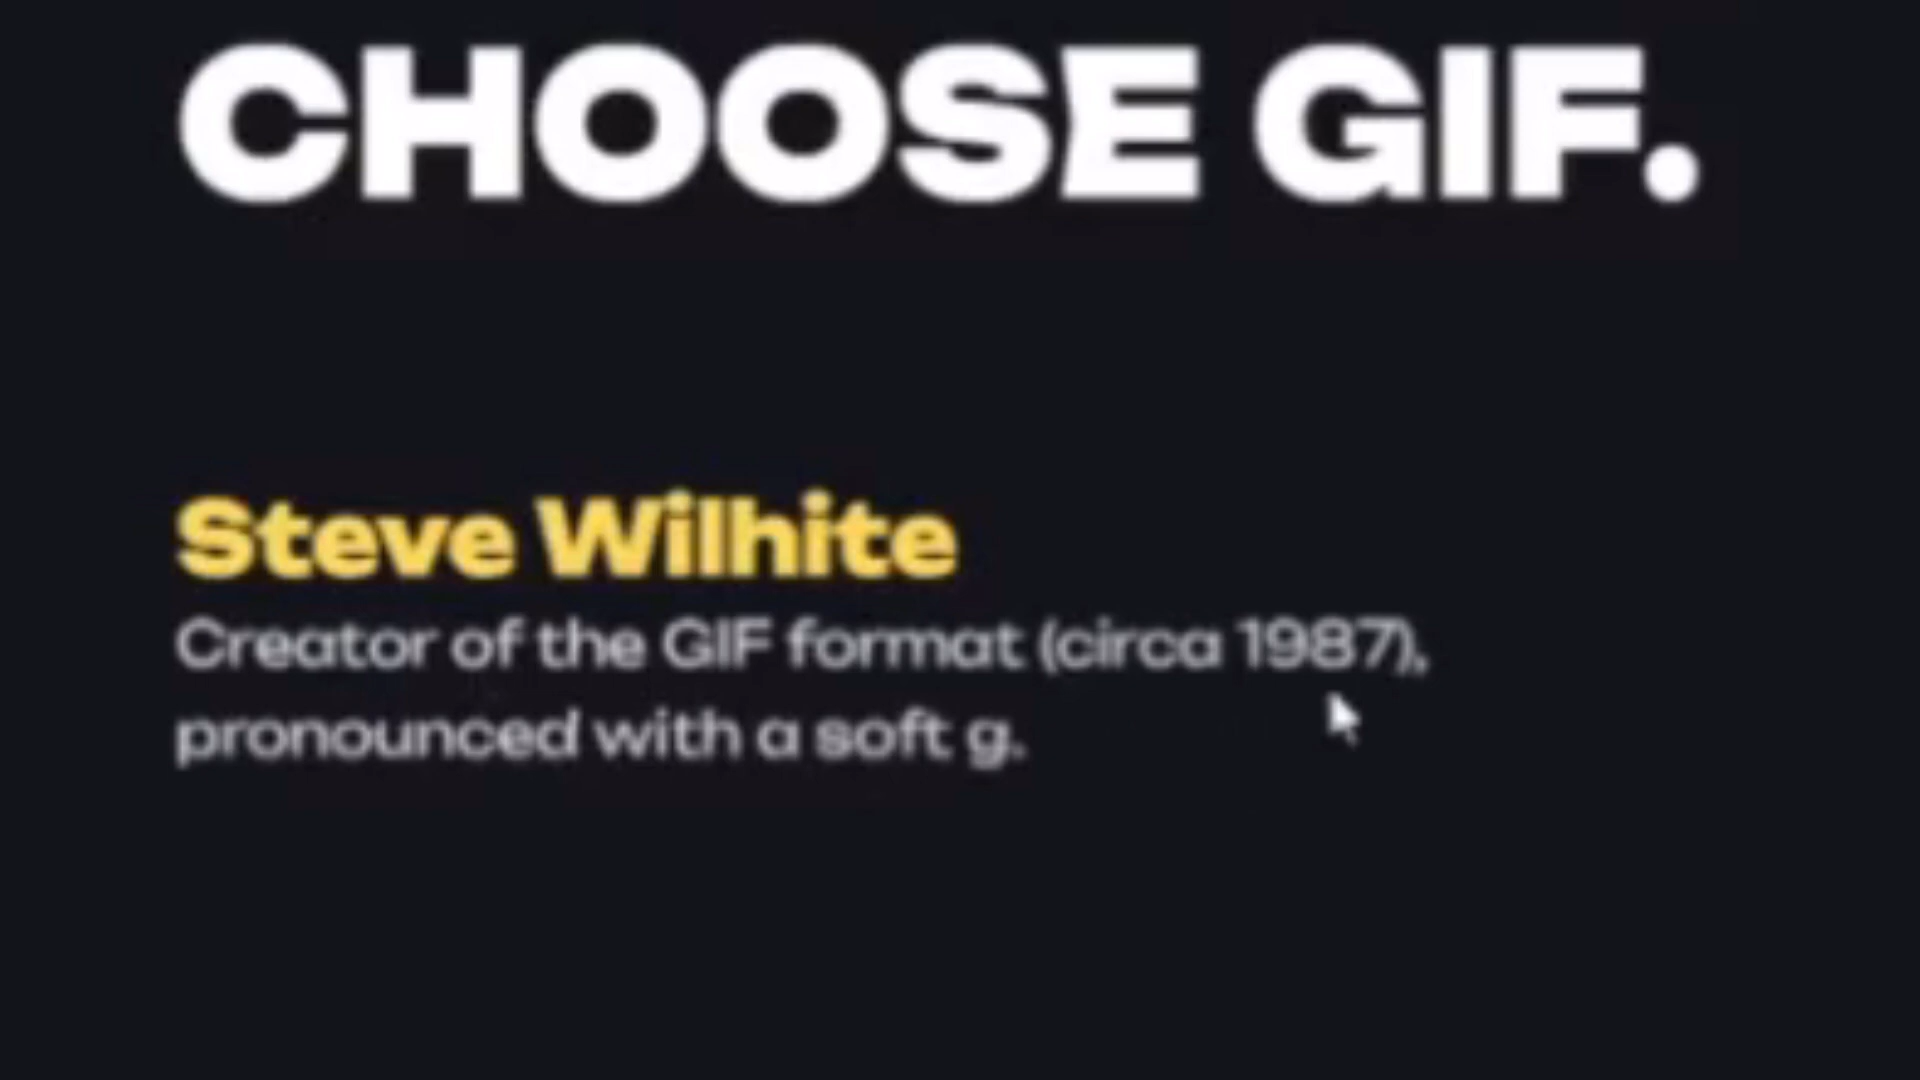 CHOOSE GIF.
Steve Wilhite
Creator of the GIF format (circa 1987),
pronounced with a soft g.